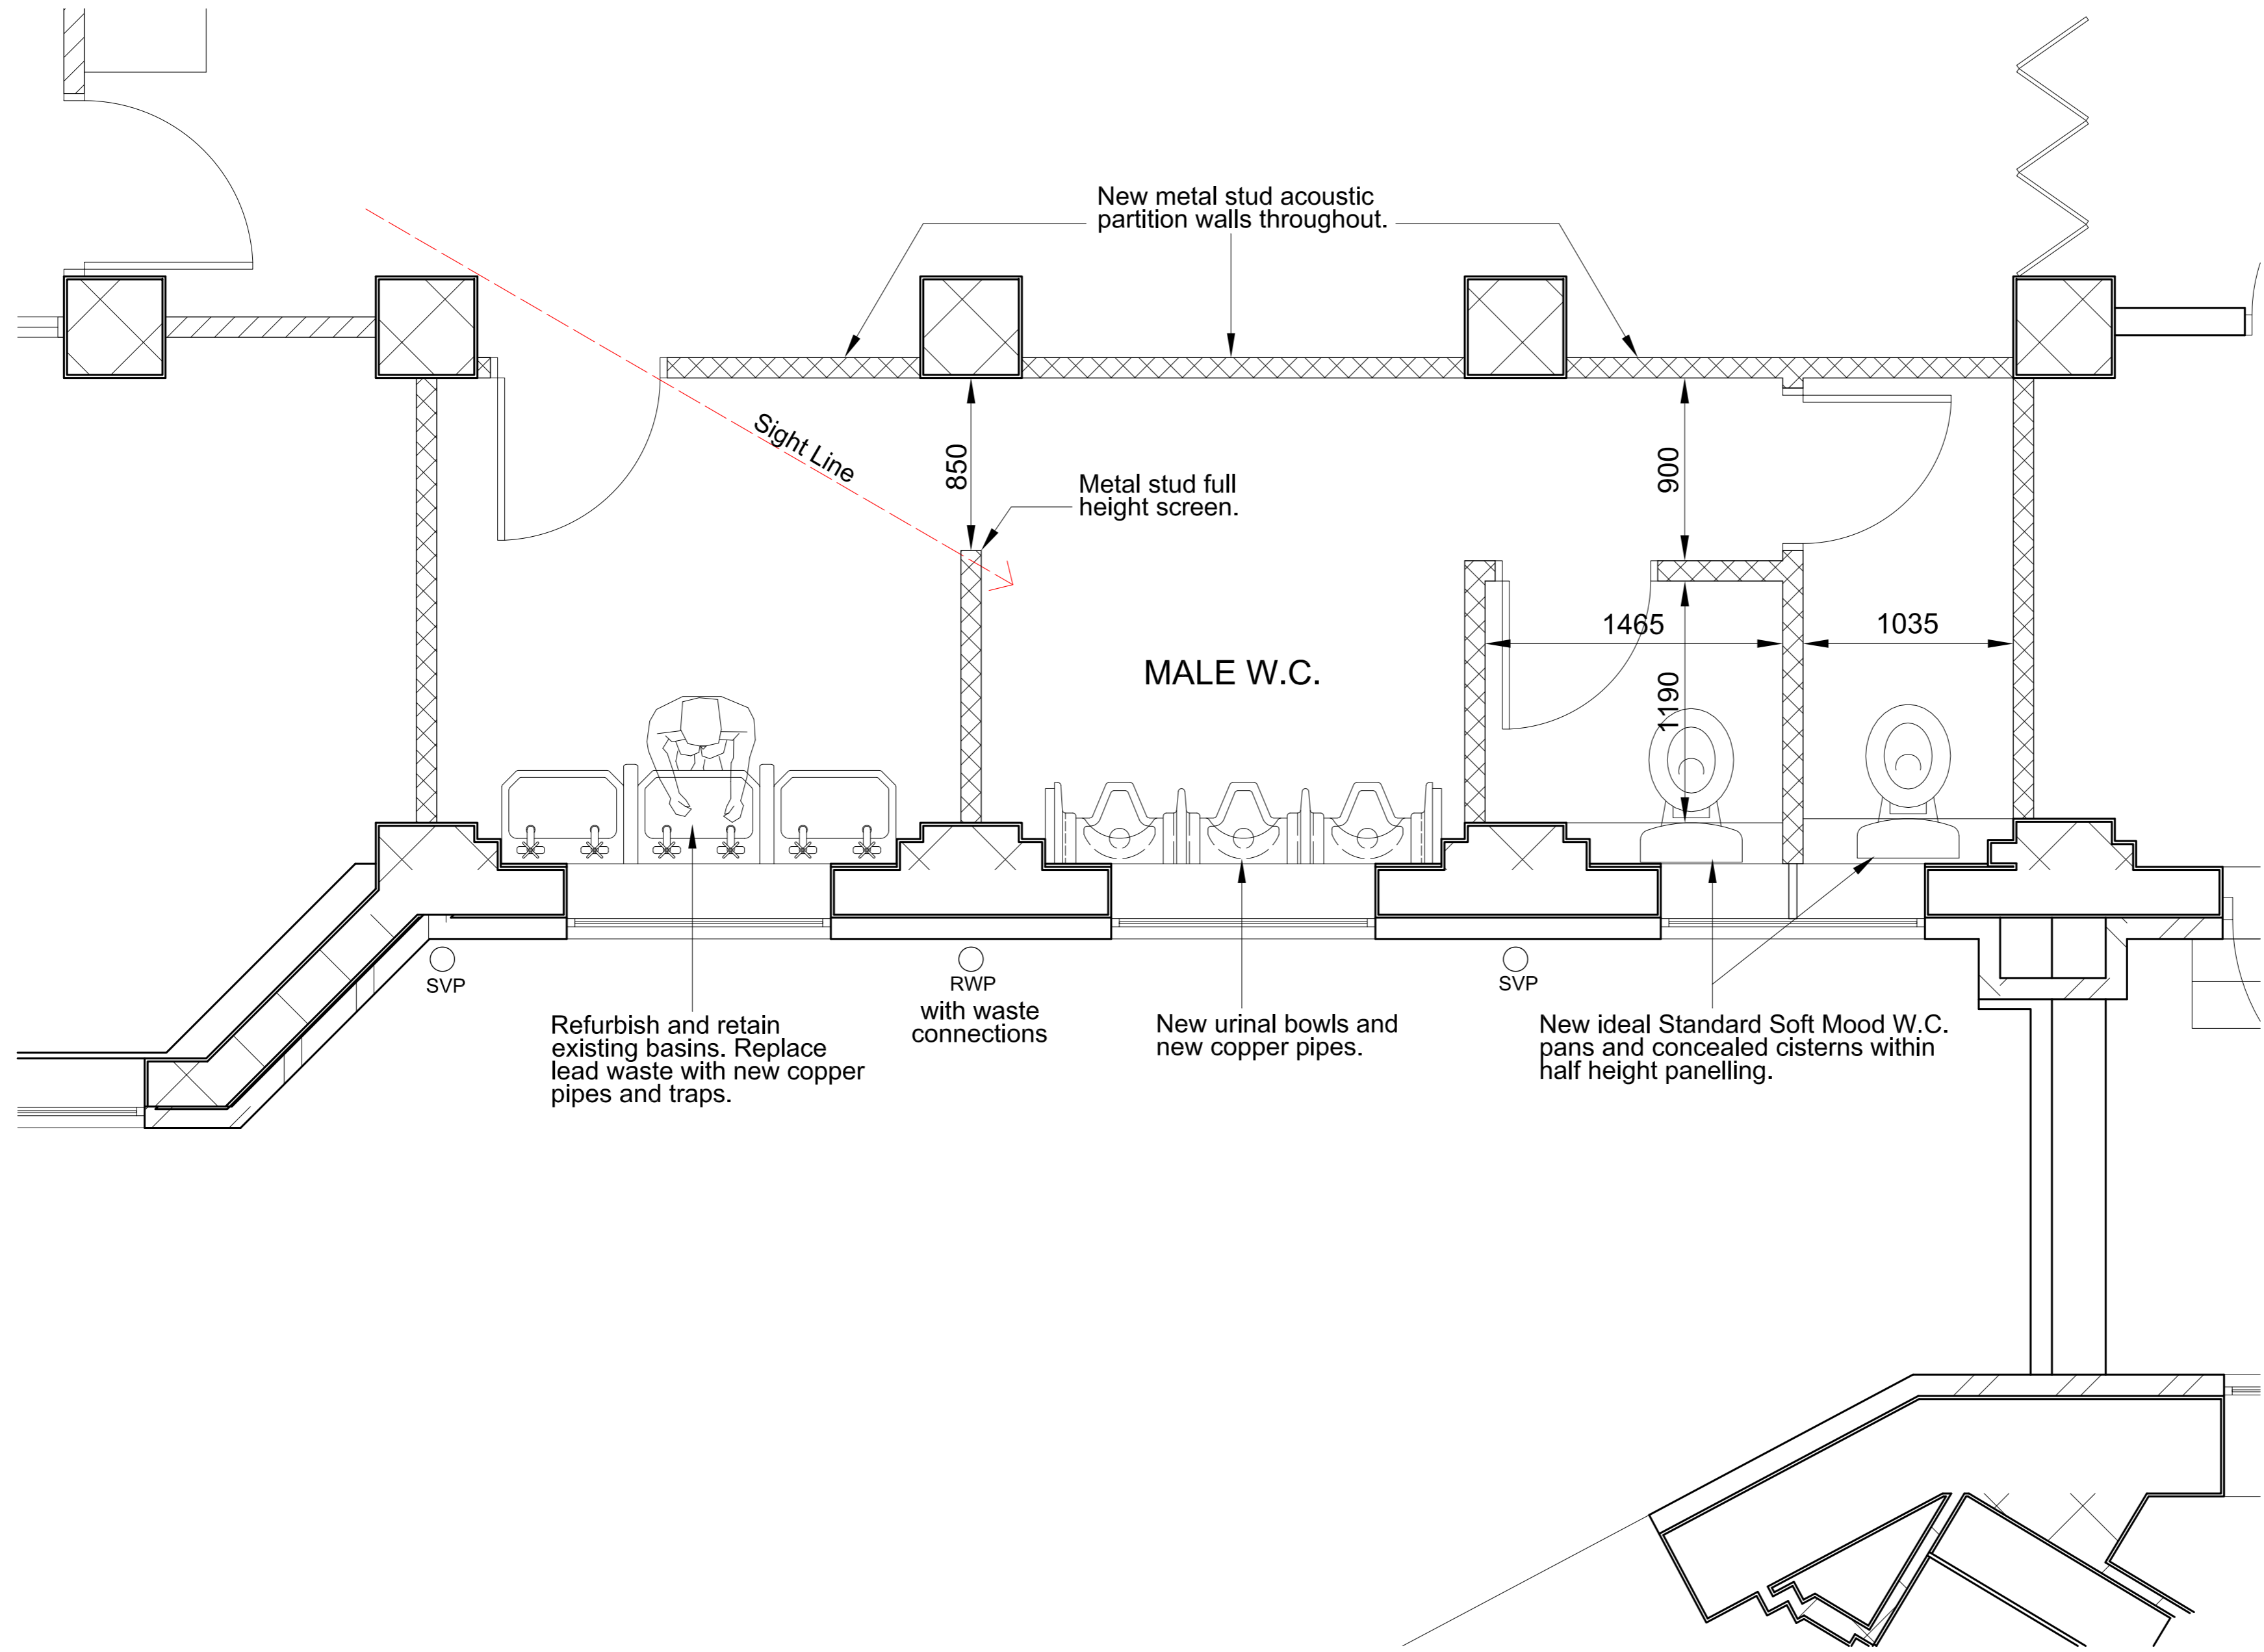 New metal stud acoustic
partition walls throughout.
Sight Line
850
Metal stud full
height screen.
900
1465
1035
1190
MALE W.C.
SVP
RWP
with waste
connections
SVP
Refurbish and retain
existing basins. Replace
lead waste with new copper
pipes and traps.
New urinal bowls and
new copper pipes.
New ideal Standard Soft Mood W.C.
pans and concealed cisterns within
half height panelling.